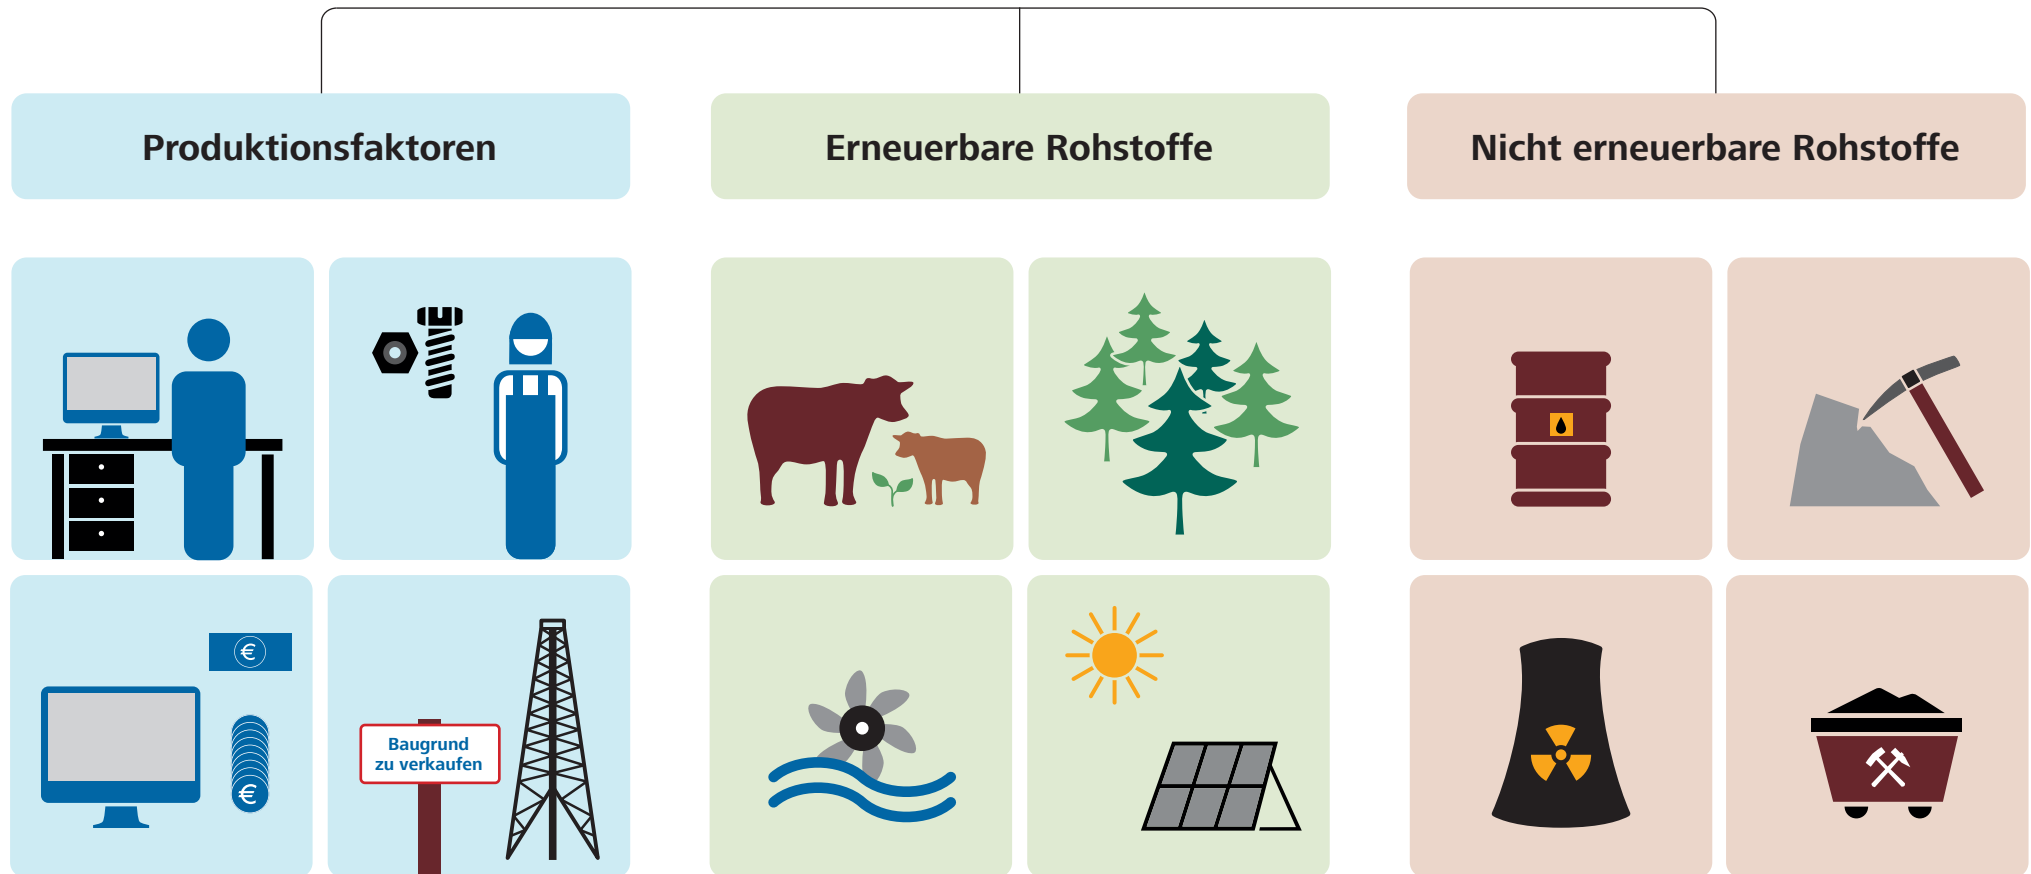 Produktionsfaktoren
Erneuerbare Rohstoffe
Nicht erneuerbare Rohstoffe
€
€
Baugrund
zu verkaufen